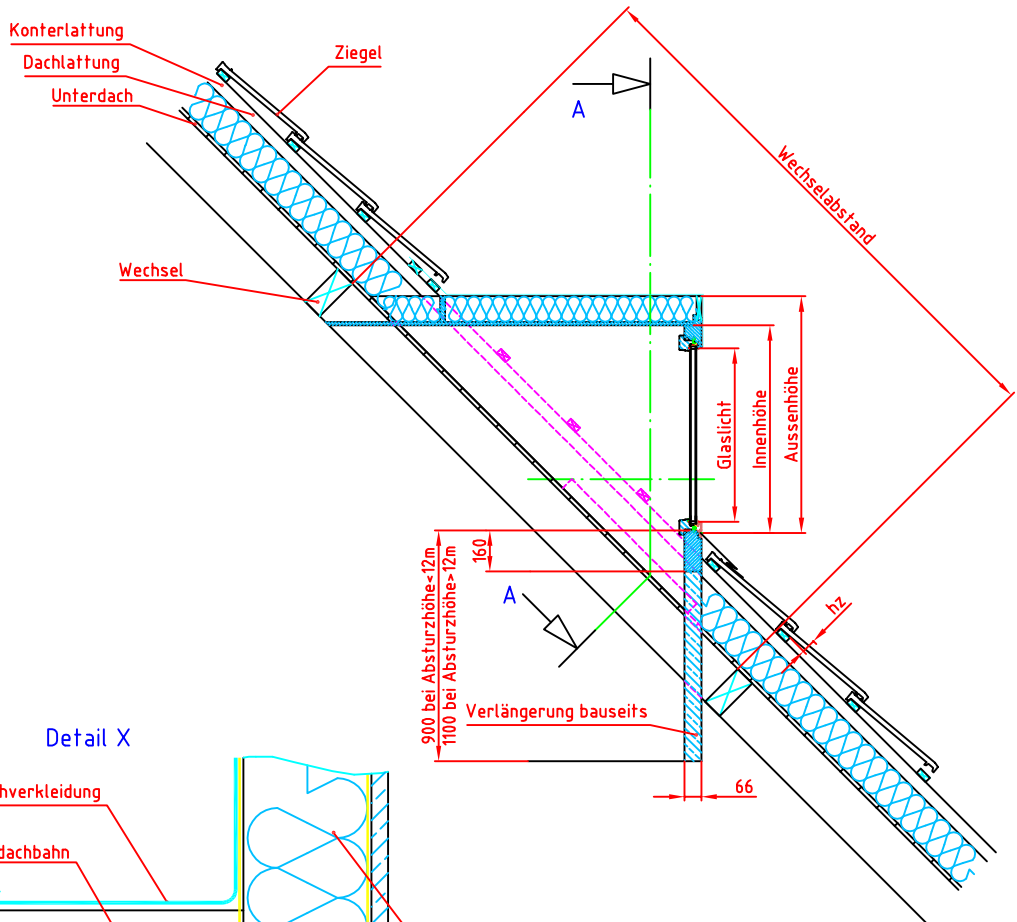 Konterlattung
Dachlattung
Unterdach
Ziegel
A
Wechselabstand
Wechsel
Glaslicht
Innenhöhe
Aussenhöhe
160
900 bei Absturzhöhe<12m
1100 bei Absturzhöhe>12m
A
hz
Verlängerung bauseits
66
Detail X
hverkleidung
dachbahn